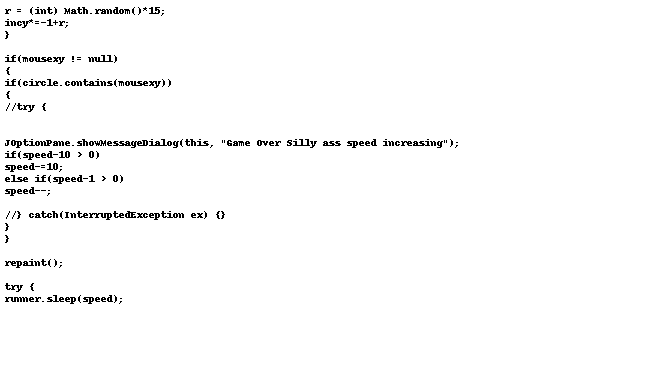 r = (int) Math.random()*15;
incy*=-1+r;
}
if(mousexy != null)
{
if(circle.contains(mousexy))
{
//try {
JOptionPane.showMessageDialog(this, "Game Over Silly ass speed increasing");
if(speed-10 > 0)
speed-=10;
else if(speed-1 > 0)
speed--;
//} catch(InterruptedException ex) {}
}
}
repaint();
try {
runner.sleep(speed);